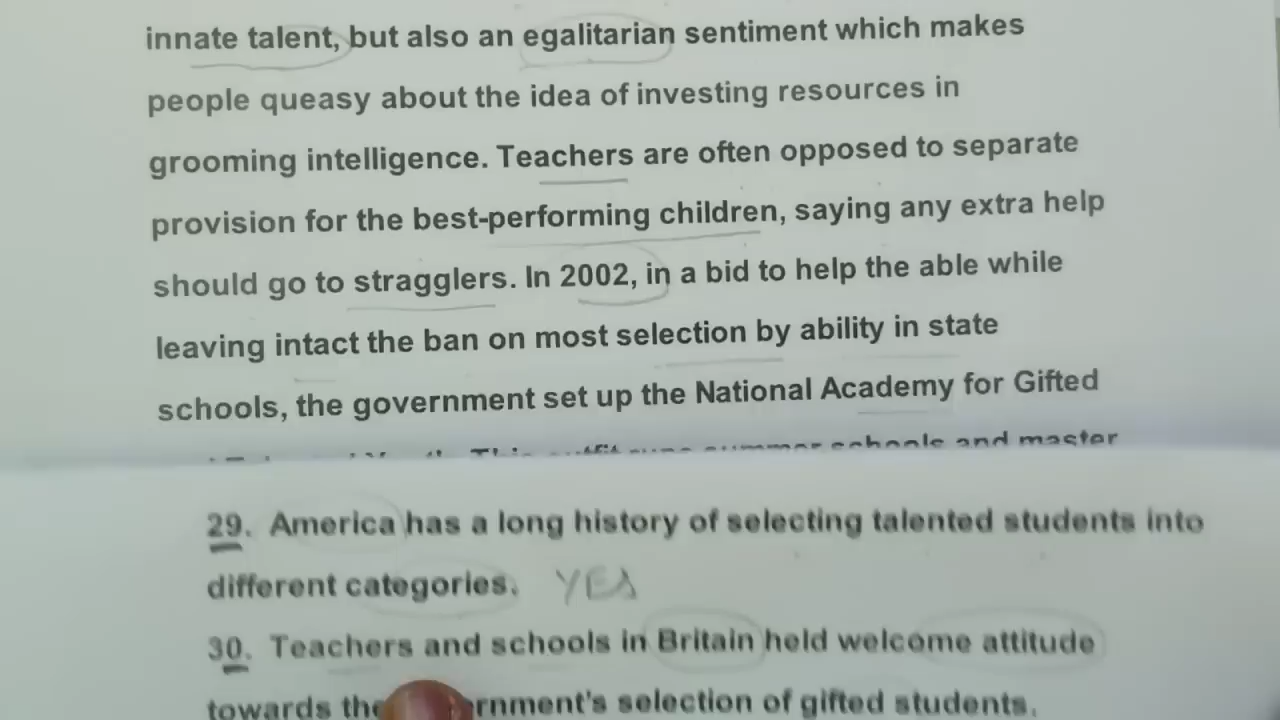 innate talent, but also an egalitarian sentiment which makes
people queasy about the idea of investing resources in
grooming intelligence. Teachers are often opposed to separate
provision for the best-performing children, saying any extra help
should go to stragglers. In 2002, in a bid to help the able while
leaving intact the ban on most selection by ability in state
schools, the government set up the National Academy for Gifted
summer schools and master
29. America has a long history of selecting talented students into
different categories. YES
30. Teachers and schools in Britain held welcome attitude
towards the selection of gifted students.